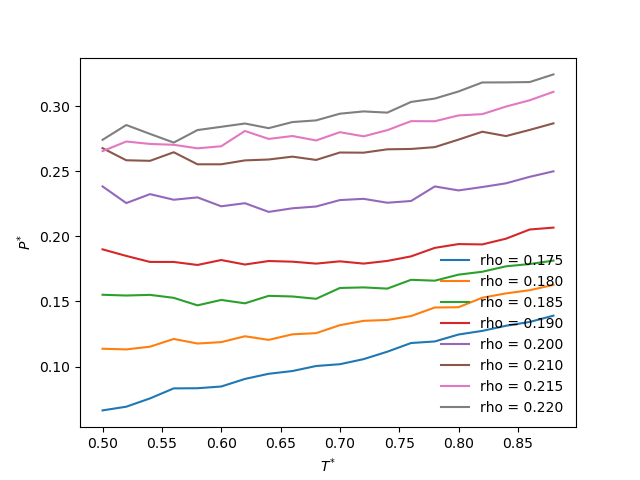 0.30
0.25
0.20
0.15
0.10
P*
0.50 0.55 0.60 0.65 0.70 0.75 0.80 0.85
T*
rho = 0.175
rho = 0.180
rho = 0.185
rho = 0.190
rho = 0.200
rho = 0.210
rho = 0.215
rho = 0.220